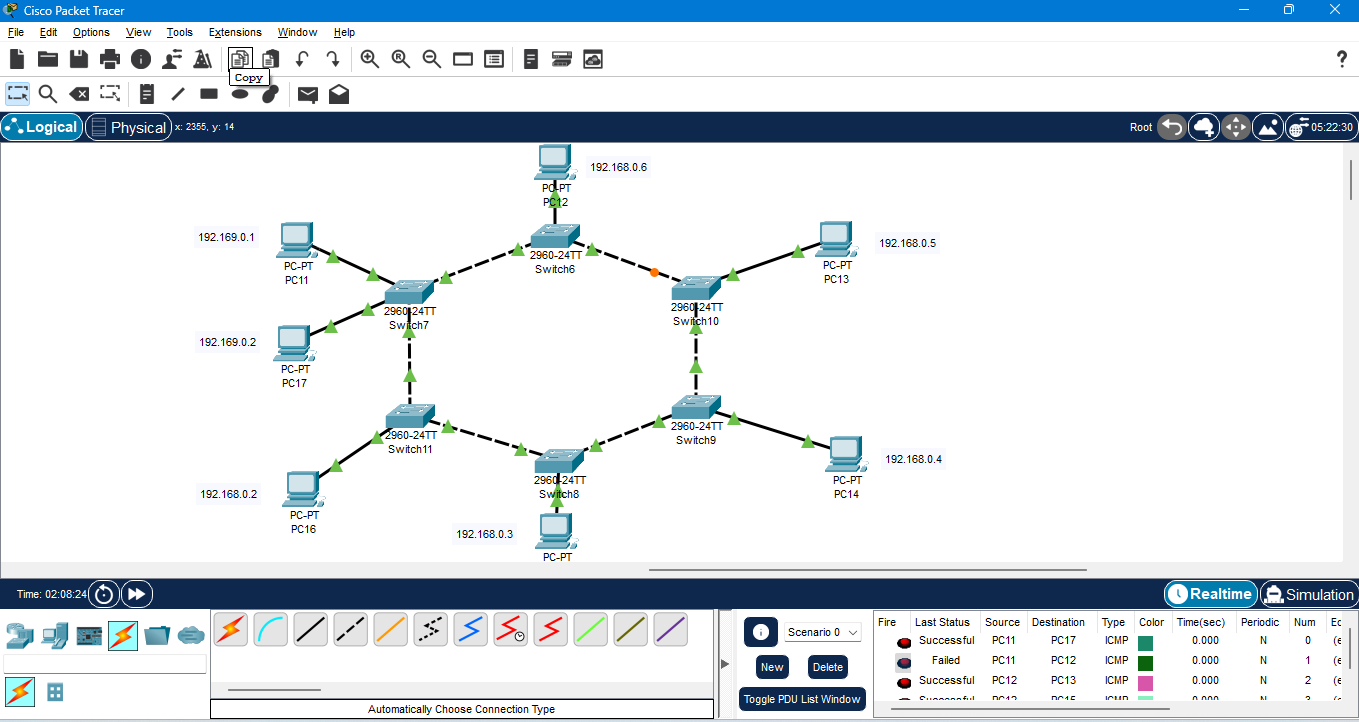 Cisco Packet Tracer
File Edit Options View Tools Extensions Window Help
Copy
Logical Physical x: 2355, y: 14 Root 05:22:30
192.168.0.6
PC-PT
PC12
192.169.0.1
PC-PT
PC11
2960-24TT
Switch6
192.168.0.5
PC-PT
PC13
2960-24TT
Switch7
2960-24TT
Switch10
192.169.0.2
PC-PT
PC17
2960-24TT
Switch11
2960-24TT
Switch9
192.168.0.2
PC-PT
PC16
2960-24TT
Switch8
192.168.0.4
PC-PT
PC14
192.168.0.3
PC-PT
Time: 02:08:24 Realtime Simulation
Scenario 0
New Delete
Toggle PDU List Window
Fire Last Status Source Destination Type Color Time(sec) Periodic Num
Successful PC11 PC17 ICMP 0.000 N 0 (e
Failed PC11 PC12 ICMP 0.000 N 1 (e
Successful PC12 PC13 ICMP 0.000 N 2 (e
Automatically Choose Connection Type